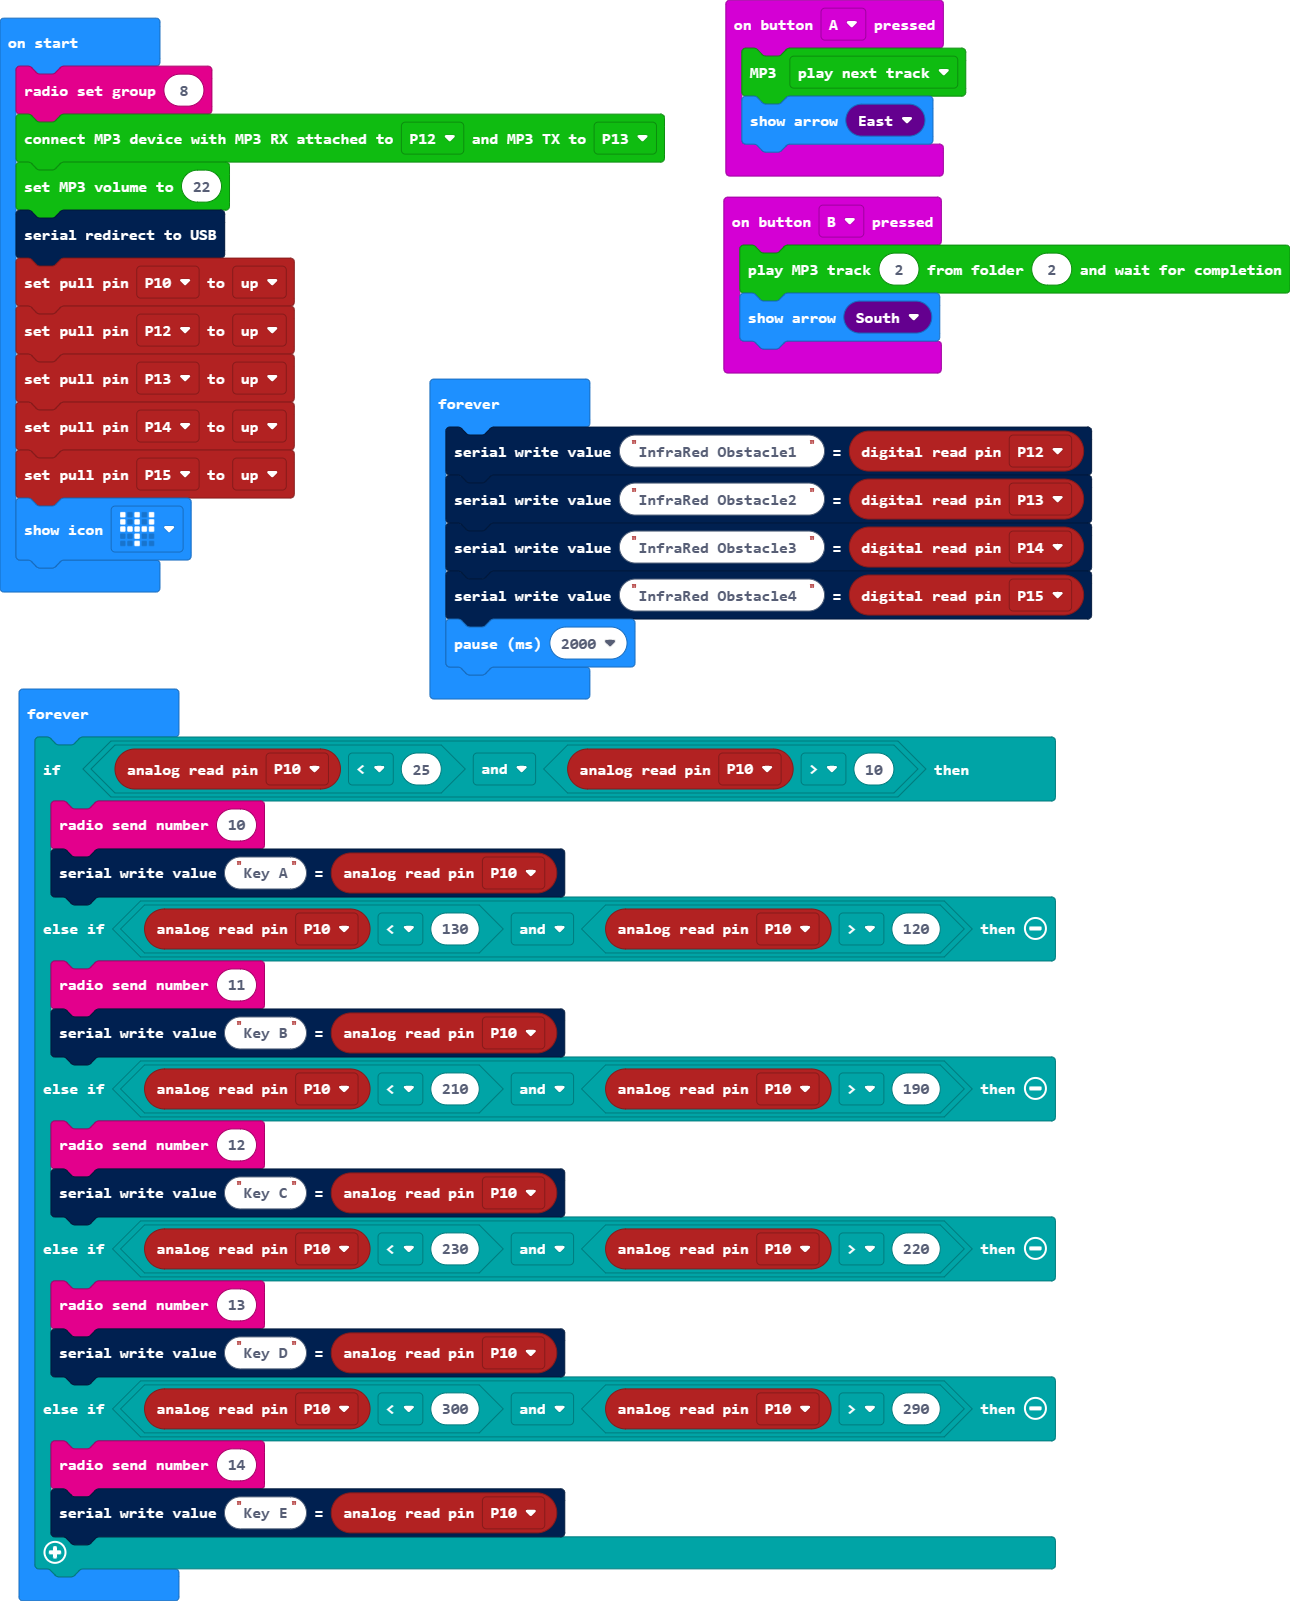 on start
radio set group 8
connect MP3 device with MP3 RX attached to P12 and MP3 TX to P13
set MP3 volume to 22
serial redirect to USB
set pull pin P10 to up
set pull pin P12 to up
set pull pin P13 to up
set pull pin P14 to up
set pull pin P15 to up
show icon
on button A pressed
MP3 play next track
show arrow East
on button B pressed
play MP3 track 2 from folder 2 and wait for completion
show arrow South
forever
serial write value "InfraRed Obstacle1 " = digital read pin P12
serial write value "InfraRed Obstacle2 " = digital read pin P13
serial write value "InfraRed Obstacle3 " = digital read pin P14
serial write value "InfraRed Obstacle4 " = digital read pin P15
pause (ms) 2000
forever
if analog read pin P10 < 25 and analog read pin P10 > 10 then
radio send number 10
serial write value "Key A" = analog read pin P10
else if analog read pin P10 < 130 and analog read pin P10 > 120 then
radio send number 11
serial write value "Key B" = analog read pin P10
else if analog read pin P10 < 210 and analog read pin P10 > 190 then
radio send number 12
serial write value "Key C" = analog read pin P10
else if analog read pin P10 < 230 and analog read pin P10 > 220 then
radio send number 13
serial write value "Key D" = analog read pin P10
else if analog read pin P10 < 300 and analog read pin P10 > 290 then
radio send number 14
serial write value "Key E" = analog read pin P10